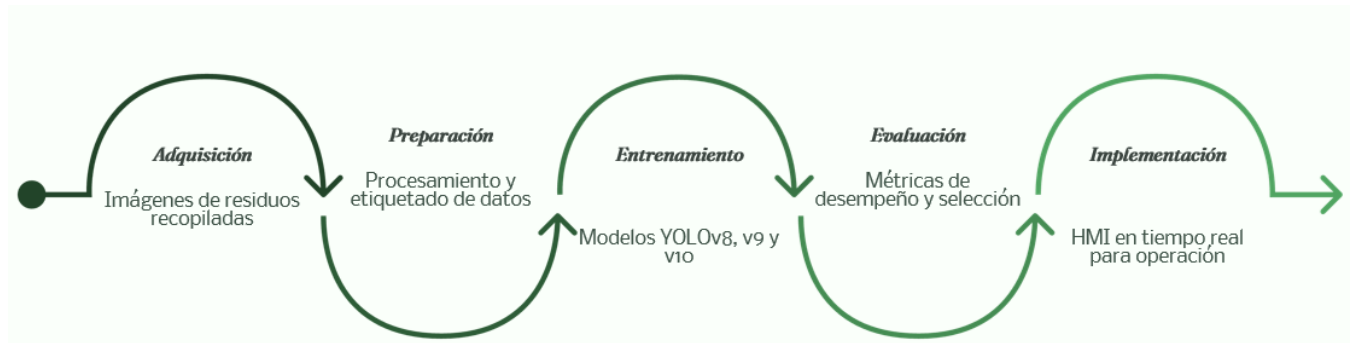 Adquisición
Imágenes de residuos
recopiladas
Preparación
Procesamiento y
etiquetado de datos
Entrenamiento
Modelos YOLOv8, v9 y
v10
Evaluación
Métricas de
desempeño y selección
Implementación
HMI en tiempo real
para operación